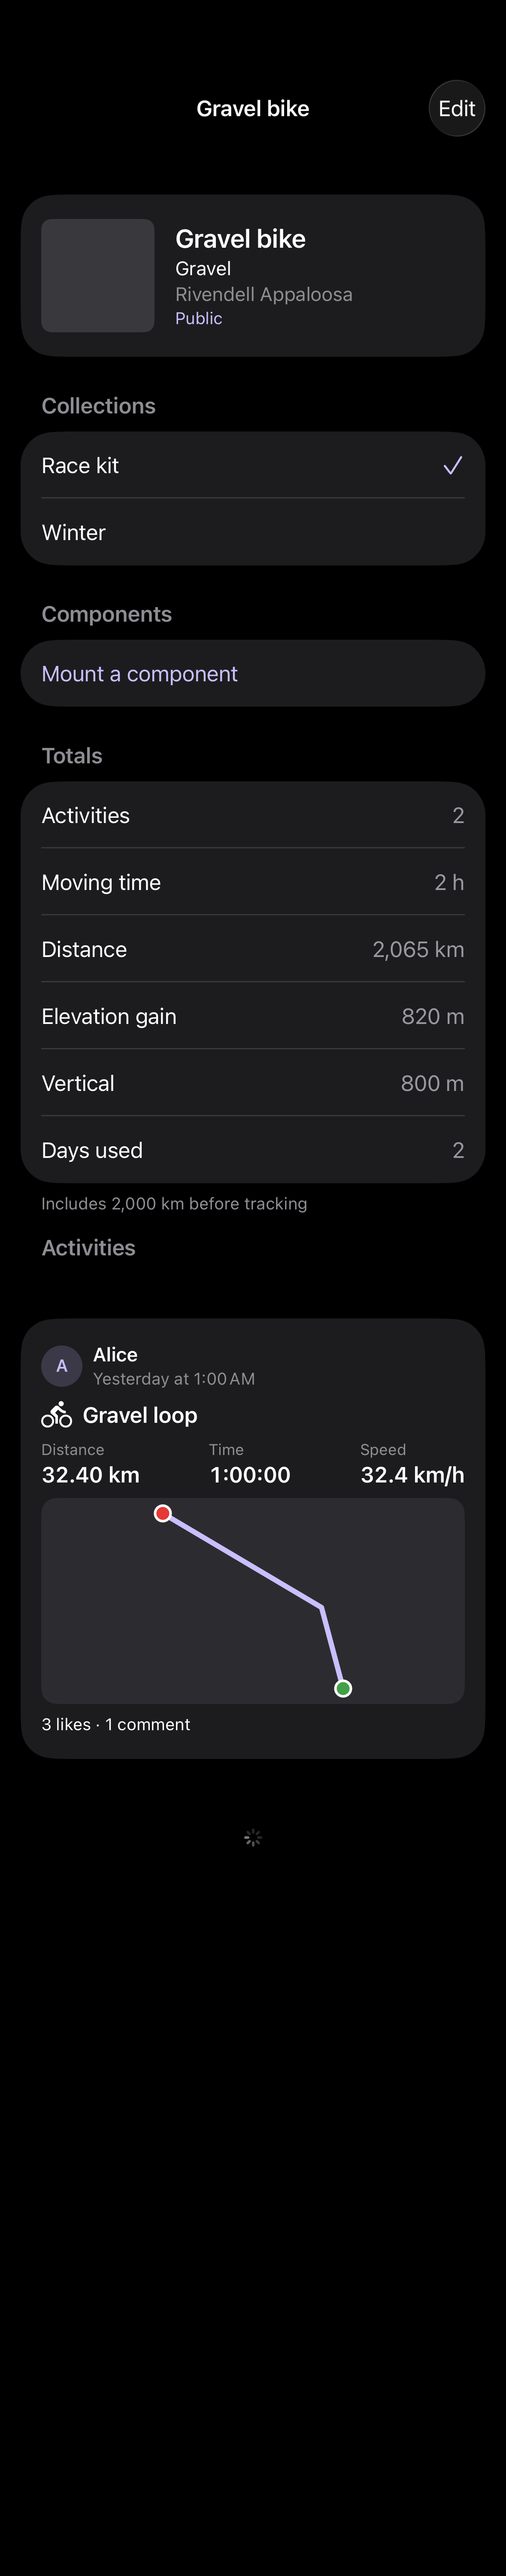 Gravel bike
Edit
Gravel bike
Gravel
Rivendell Appaloosa
Public
Collections
Race kit
Winter
Components
Mount a component
Totals
Activities 2
Moving time 2 h
Distance 2,065 km
Elevation gain 820 m
Vertical 800 m
Days used 2
Includes 2,000 km before tracking
Activities
A
Alice
Yesterday at 1:00 AM
Gravel loop
Distance Time Speed
32.40 km 1:00:00 32.4 km/h
3 likes · 1 comment